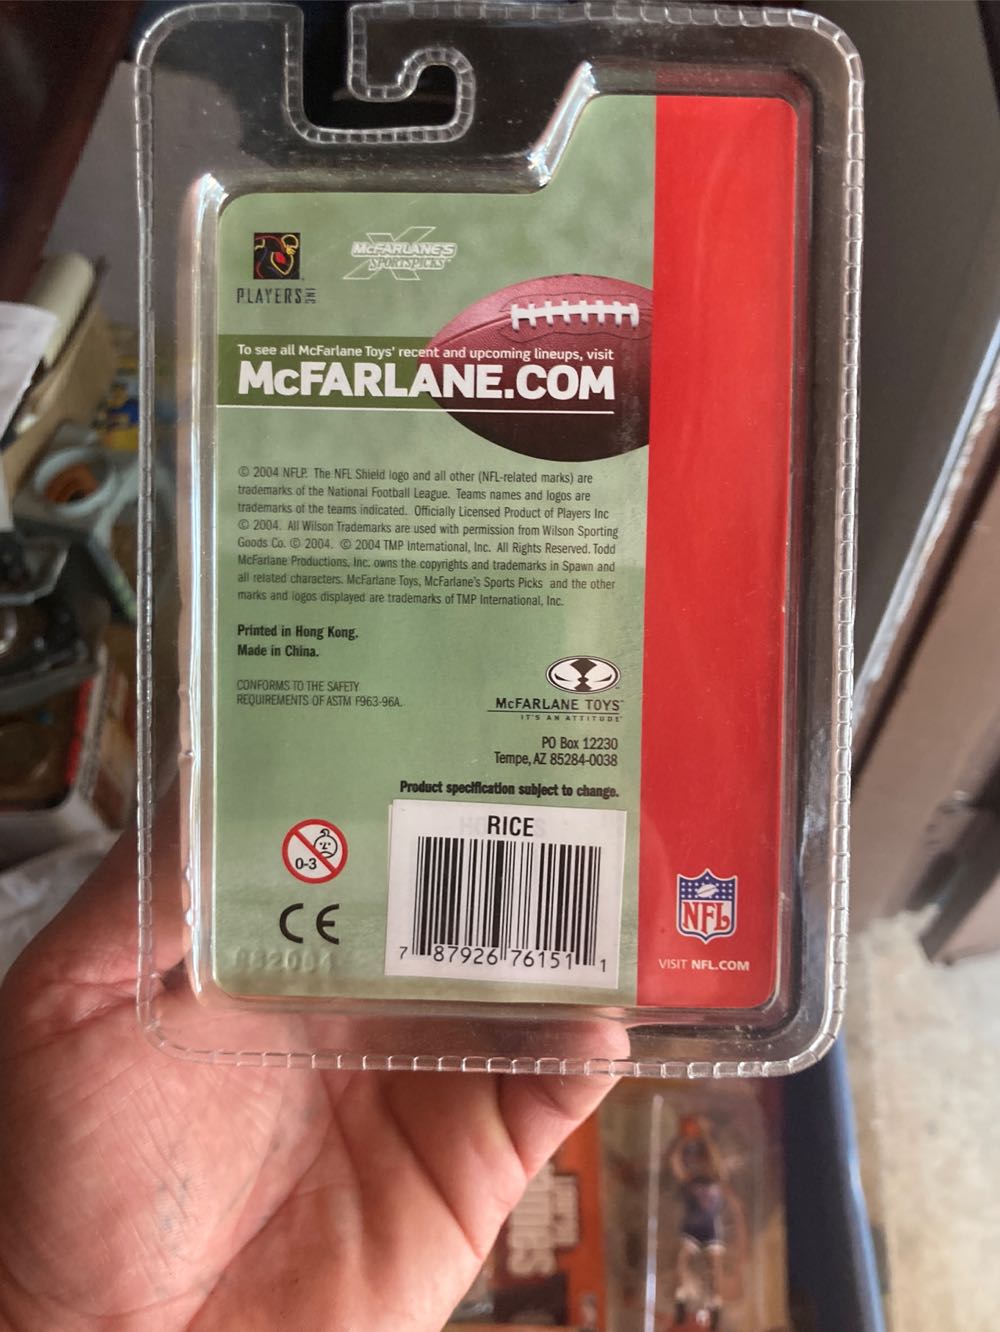 PLAYERS INC
McFARLANE'S
SPORTSPICKS
To see all McFarlane Toys' recent and upcoming lineups, visit
McFARLANE.COM
© 2004 NFLP. The NFL Shield logo and all other (NFL-related marks) are
trademarks of the National Football League. Teams names and logos are
trademarks of the teams indicated. Officially Licensed Product of Players Inc
© 2004. All Wilson Trademarks are used with permission from Wilson Sporting
Goods Co. © 2004. © 2004 TMP International, Inc. All Rights Reserved. Todd
McFarlane Productions, Inc. owns the copyrights and trademarks in Spawn and
all related characters. McFarlane Toys, McFarlane's Sports Picks and the other
marks and logos displayed are trademarks of TMP International, Inc.
Printed in Hong Kong.
Made in China.
CONFORMS TO THE SAFETY
REQUIREMENTS OF ASTM F963-96A.
McFARLANE TOYS™
IT'S AN ATTITUDE
PO Box 12230
Tempe, AZ 85284-0038
Product specification subject to change.
0-3
CE
RICE
7 87926 76151 1
NFL
VISIT NFL.COM